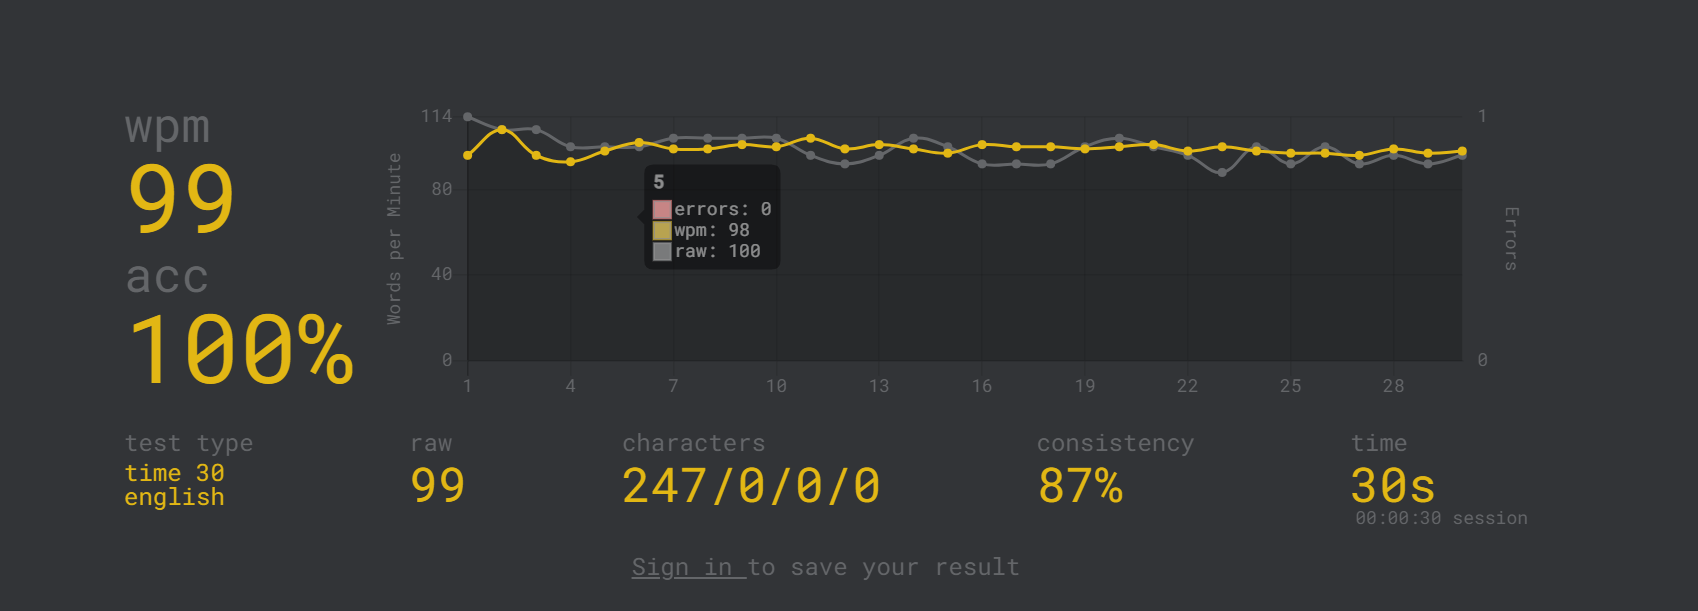 wpm
99
acc
100%
Words per Minute
114
80
40
0
5
errors: 0
wpm: 98
raw: 100
1
0
Errors
1 4 7 10 13 16 19 22 25 28
test type
time 30
english
raw
99
characters
247/0/0/0
consistency
87%
time
30s
00:00:30 session
Sign in to save your result